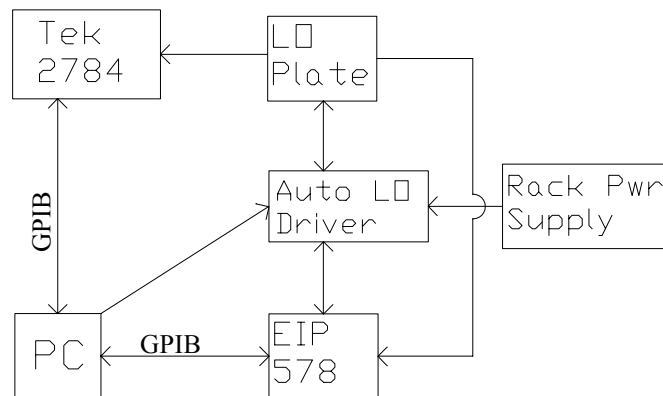 Tek
2784
LO
Plate
GPIB
Auto LO
Driver
Rack Pwr
Supply
PC
GPIB
EIP
578